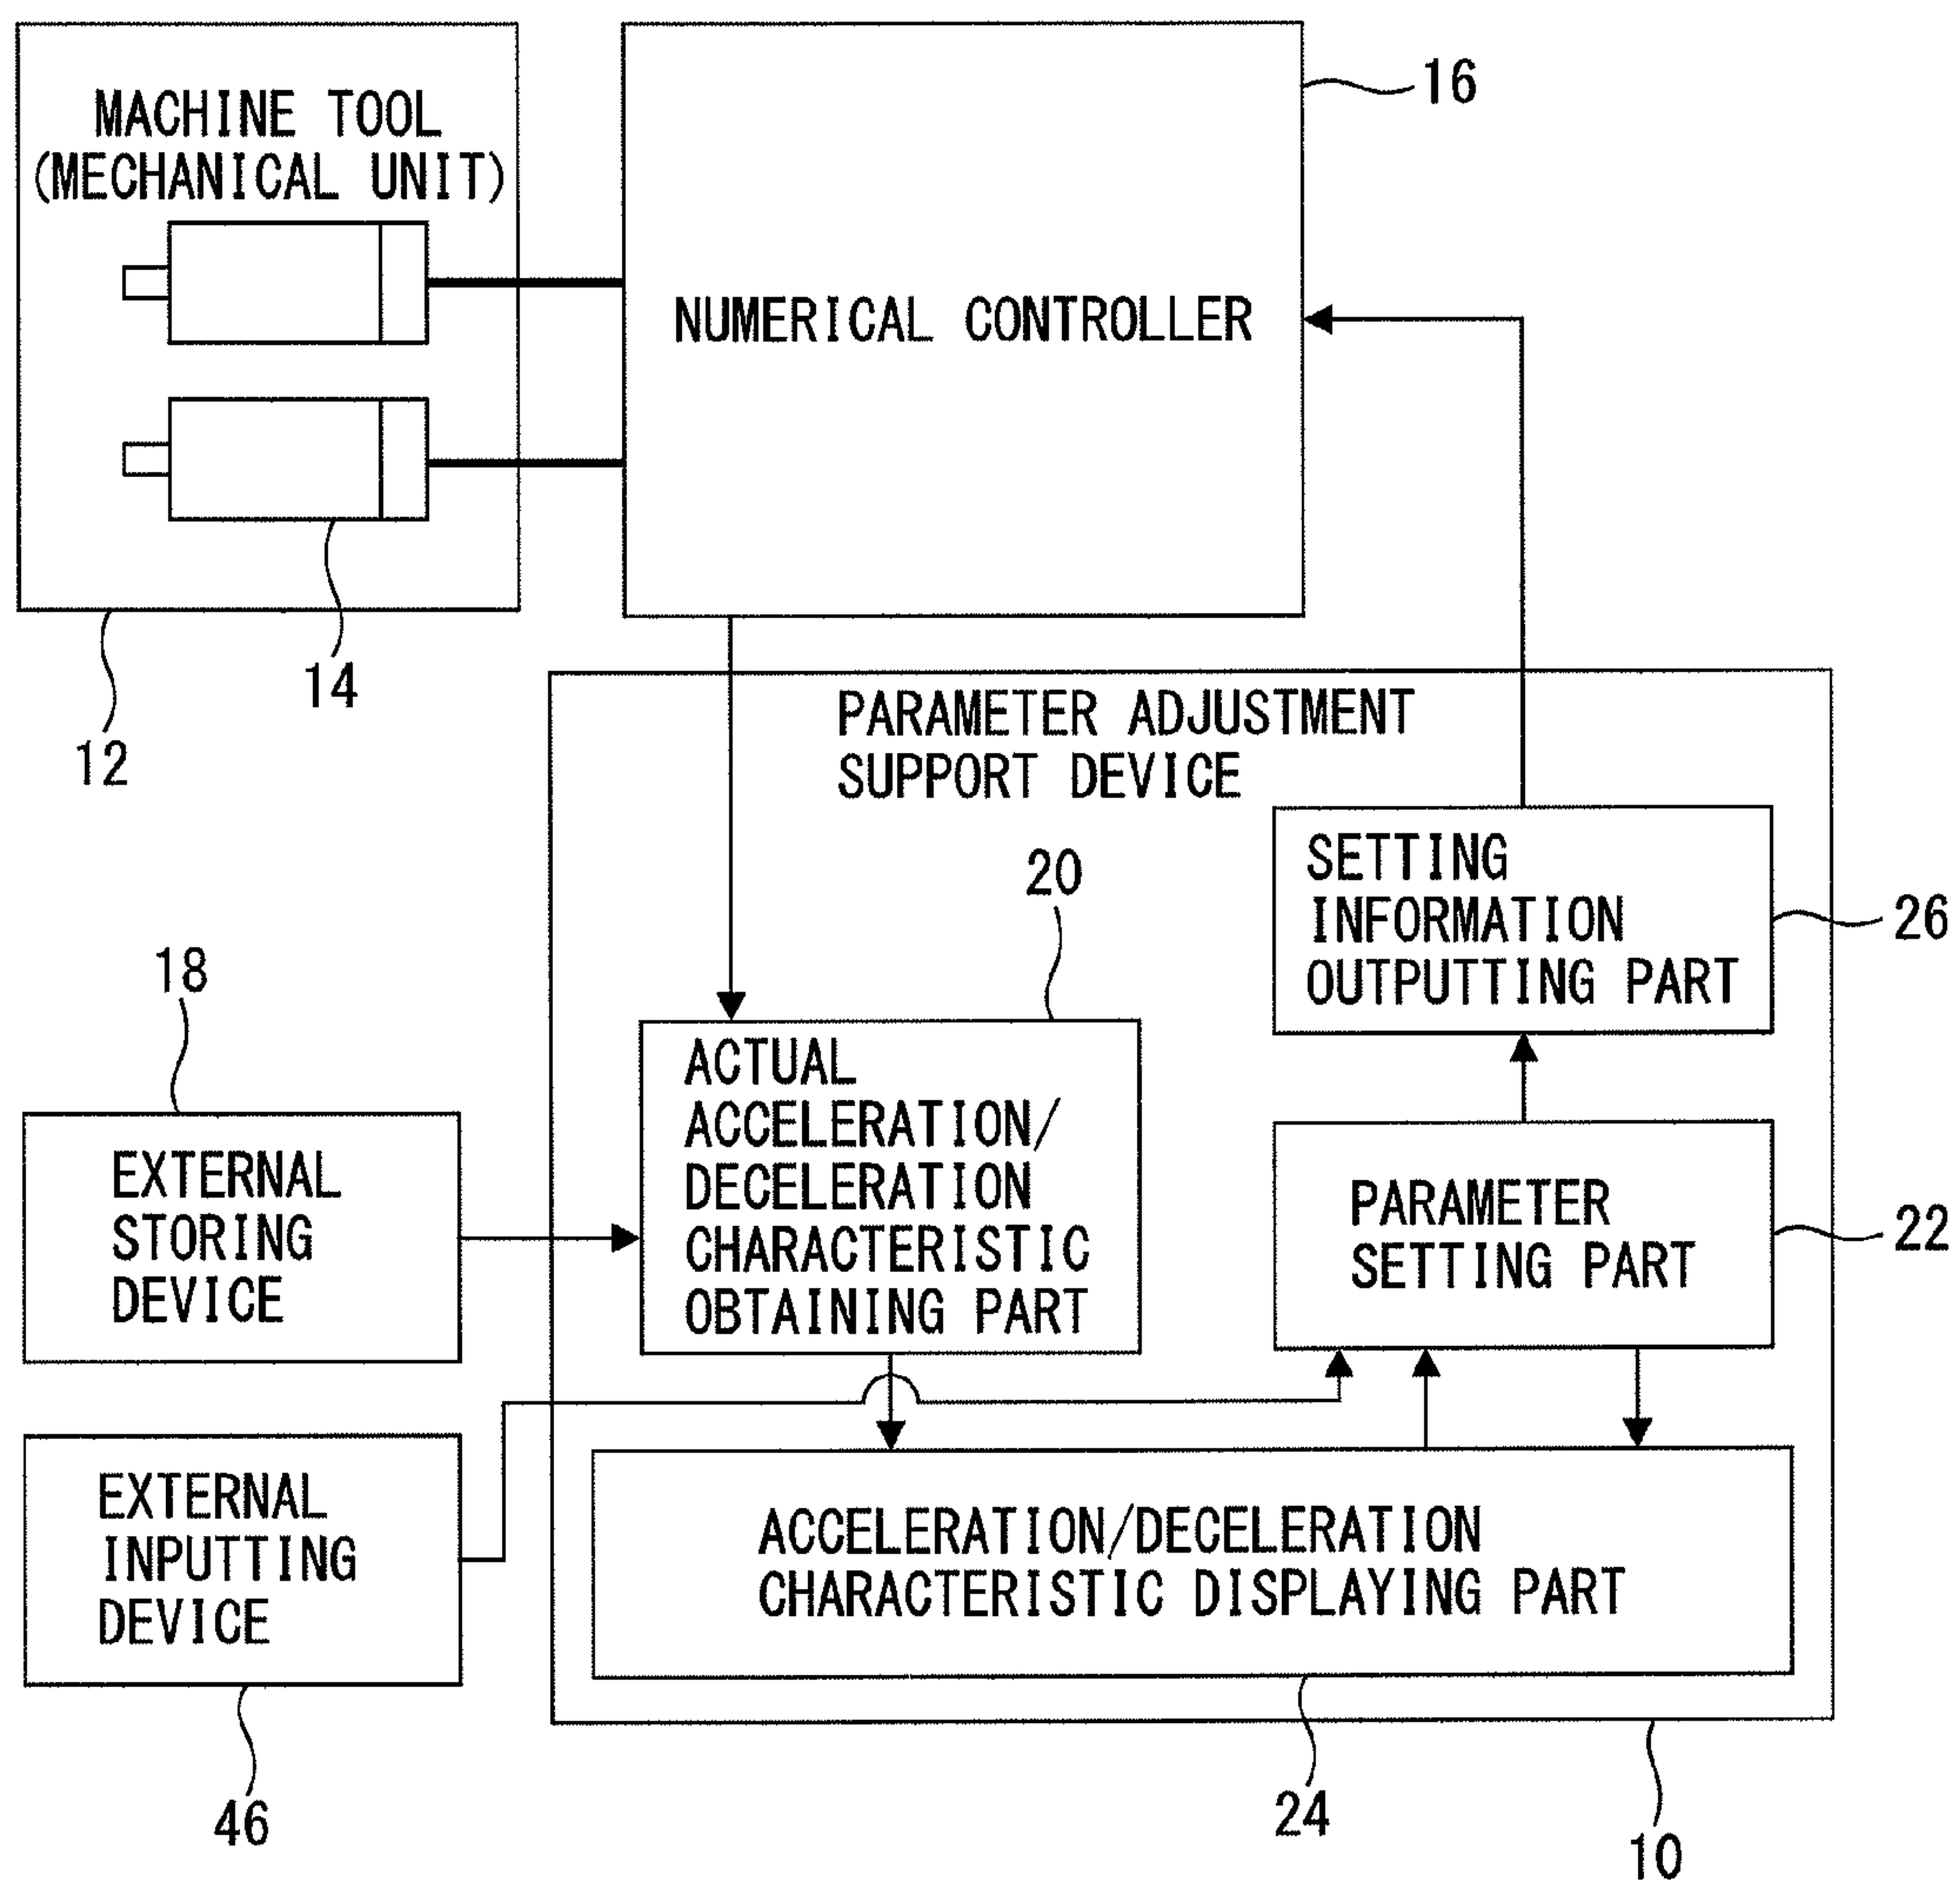 MACHINE TOOL
(MECHANICAL UNIT)
14
12
NUMERICAL CONTROLLER
16
PARAMETER ADJUSTMENT
SUPPORT DEVICE
20
ACTUAL
ACCELERATION/
DECELERATION
CHARACTERISTIC
OBTAINING PART
SETTING
INFORMATION
OUTPUTTING PART
26
18
EXTERNAL
STORING
DEVICE
PARAMETER
SETTING PART
22
EXTERNAL
INPUTTING
DEVICE
46
ACCELERATION/DECELERATION
CHARACTERISTIC DISPLAYING PART
24
10